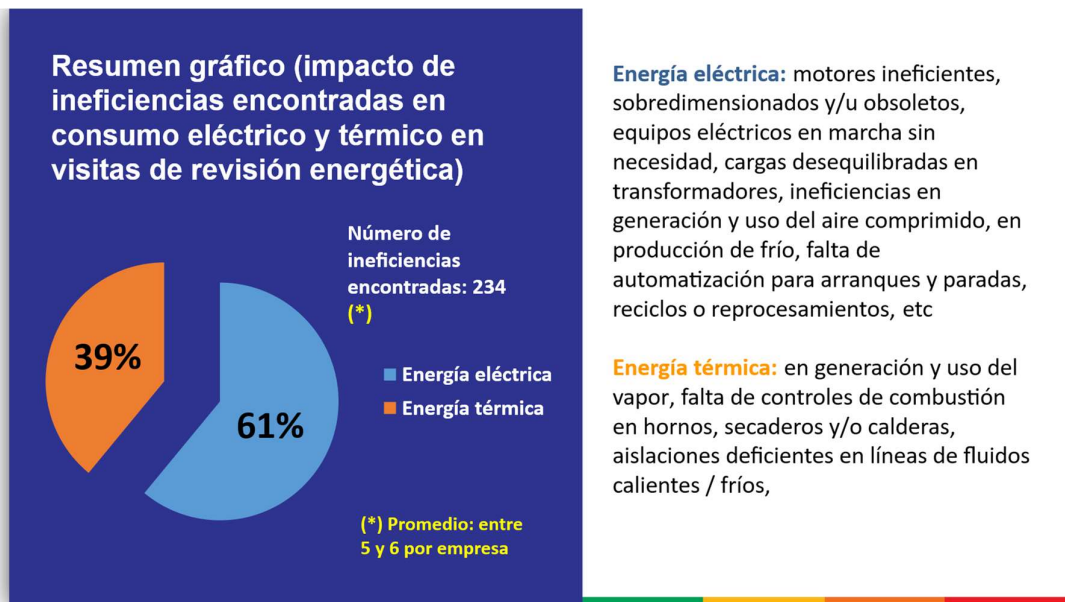 Resumen gráfico (impacto de
ineficiencias encontradas en
consumo eléctrico y térmico en
visitas de revisión energética)
Número de
ineficiencias
encontradas: 234
(*)
39%
61%
Energía eléctrica
Energía térmica
(*) Promedio: entre
5 y 6 por empresa
Energía eléctrica: motores ineficientes,
sobredimensionados y/u obsoletos,
equipos eléctricos en marcha sin
necesidad, cargas desequilibradas en
transformadores, ineficiencias en
generación y uso del aire comprimido, en
producción de frío, falta de
automatización para arranques y paradas,
reciclos o reprocesamientos, etc
Energía térmica: en generación y uso del
vapor, falta de controles de combustión
en hornos, secaderos y/o calderas,
aislaciones deficientes en líneas de fluidos
calientes / fríos,